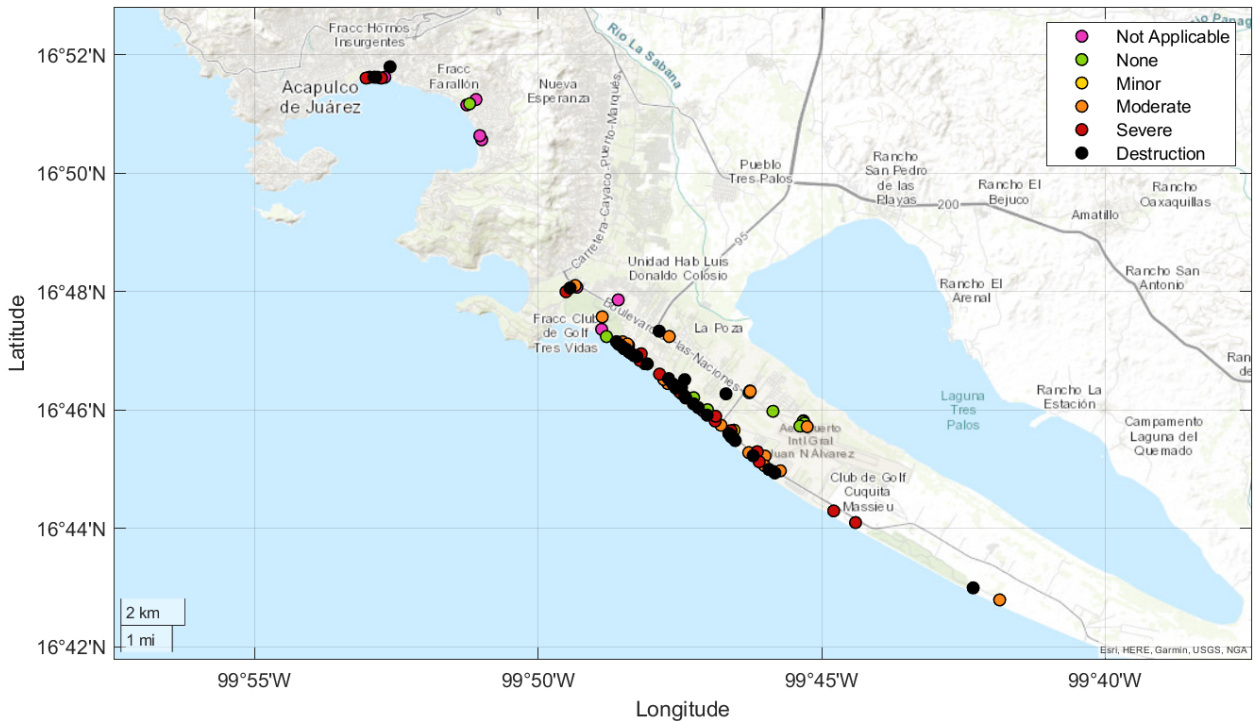 Fracc Hornos
Insurgentes
Rio La Sabana
Acapulco
de Juárez
Fracc
Farallón
Nueva
Esperanza
Carretera-Cayaco-Puerto-Marqués
Pueblo
Tres Palos
Rancho
San Pedro
de las
Playas
Rancho El
Bejuco
Rancho
Oaxaquillas
Amatillo
200
95
Unidad Hab Luis
Donaldo Colosio
Rancho El
Arenal
Rancho San
Antonio
Fracc Club
de Golf
Tres Vidas
Boulevard
las-Naciones
La Poza
Laguna
Tres
Palos
Rancho La
Estación
Campamento
Laguna del
Quemado
Intl Gral
Juan N Álvarez
Club de Golf
Cuquita
Massieu
Not Applicable
None
Minor
Moderate
Severe
Destruction
16°52'N
16°50'N
16°48'N
16°46'N
16°44'N
16°42'N
Latitude
2 km
1 mi
Esri, HERE, Garmin, USGS, NGA
99°55'W
99°50'W
99°45'W
99°40'W
Longitude